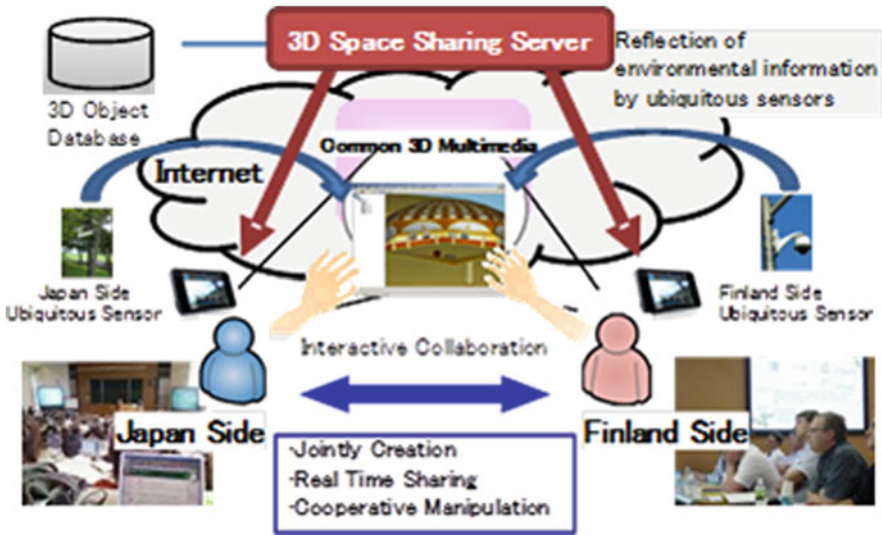 3D Space Sharing Server
Reflection of
environmental information
by ubiquitous sensors
3D Object
Database
Common 3D Multimedia
Internet
Japan Side
Ubiquitous Sensor
Finland Side
Ubiquitous Sensor
Interactive Collaboration
Japan Side
Finland Side
-Jointly Creation
-Real Time Sharing
-Cooperative Manipulation